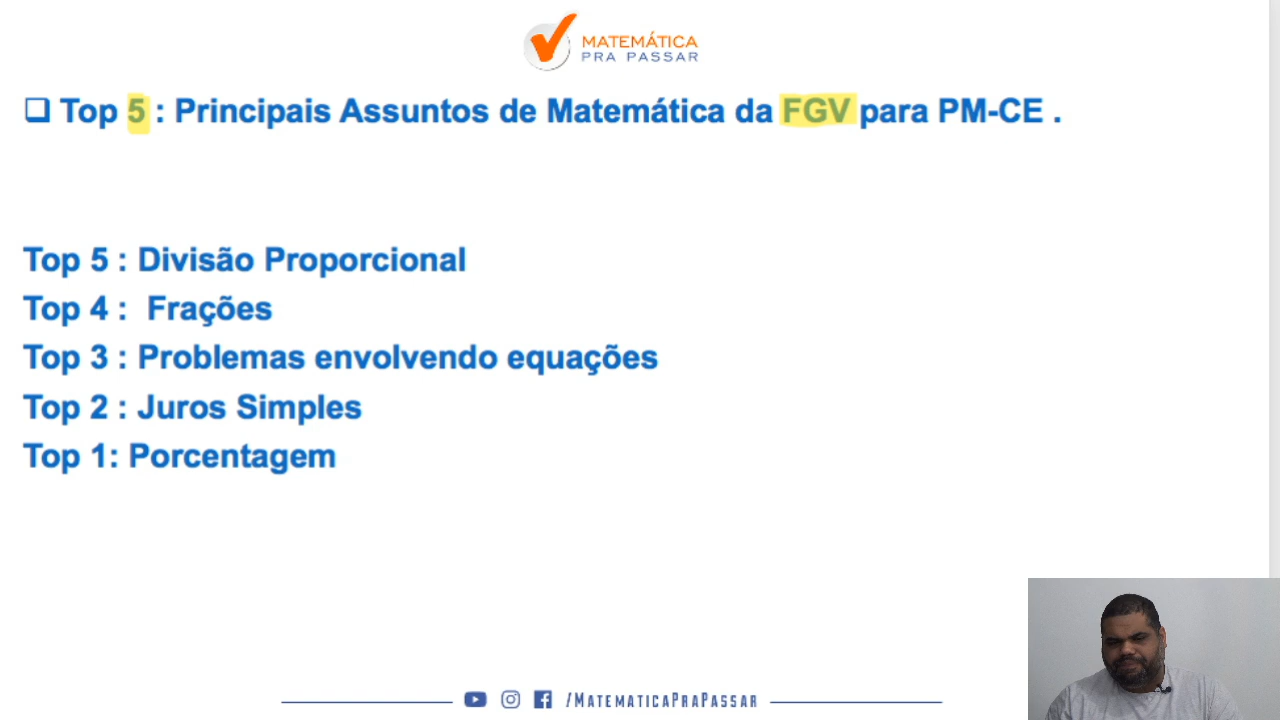 MATEMÁTICA
PRA PASSAR
❑ Top 5 : Principais Assuntos de Matemática da FGV para PM-CE .
Top 5 : Divisão Proporcional
Top 4 : Frações
Top 3 : Problemas envolvendo equações
Top 2 : Juros Simples
Top 1: Porcentagem
/MATEMATICAPRAPASSAR